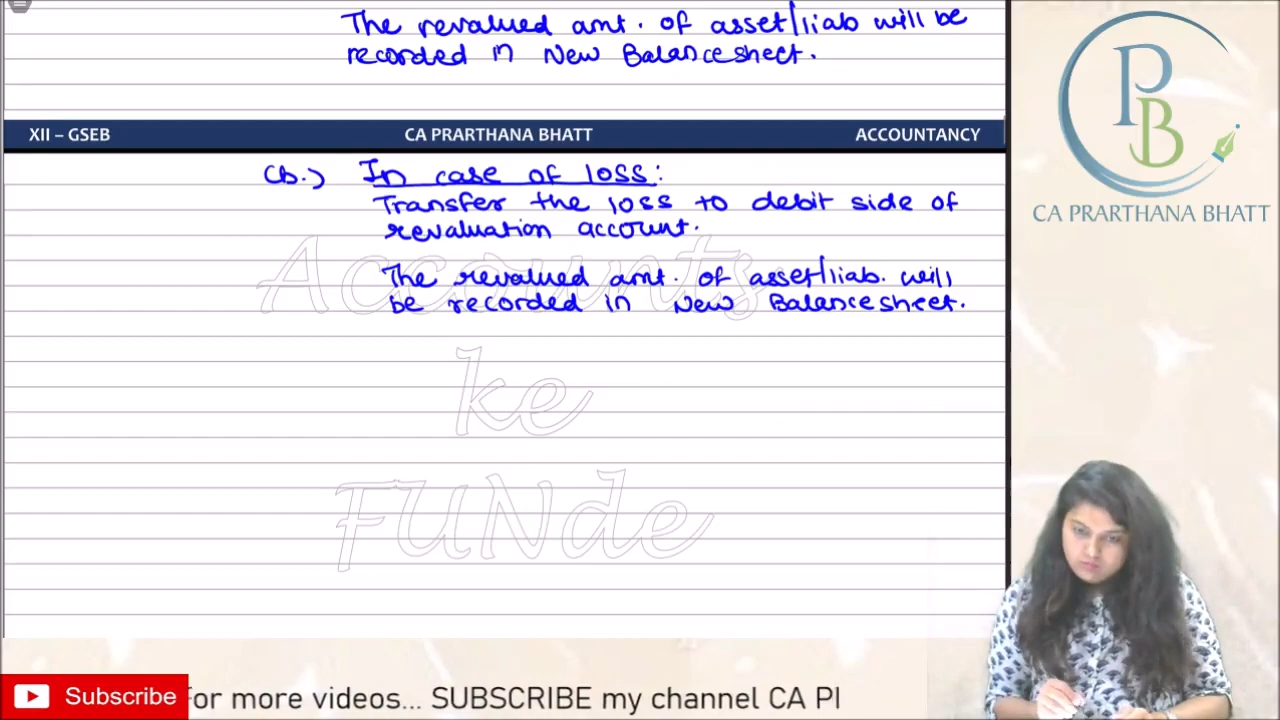 The revalued amt. of asset/liab will be
recorded in New Balancesheet.
XII – GSEB CA PRARTHANA BHATT ACCOUNTANCY
PB
CA PRARTHANA BHATT
(b.) In case of loss:
Transfer the loss to debit side of
revaluation account.
The revalued amt. of asset/liab. will
be recorded in New Balancesheet.
Accounts
ke
FUNde
Subscribe
For more videos... SUBSCRIBE my channel CA PI